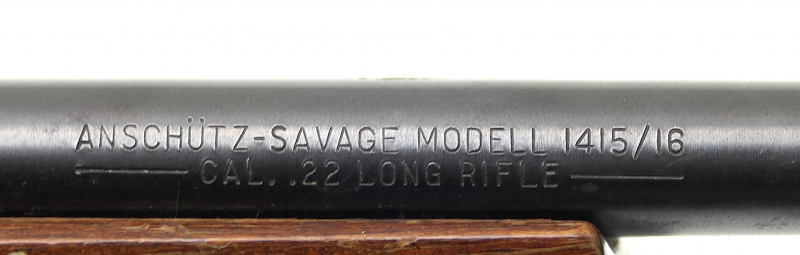 ANSCHÜTZ-SAVAGE MODELL 1415/16
CAL. .22 LONG RIFLE